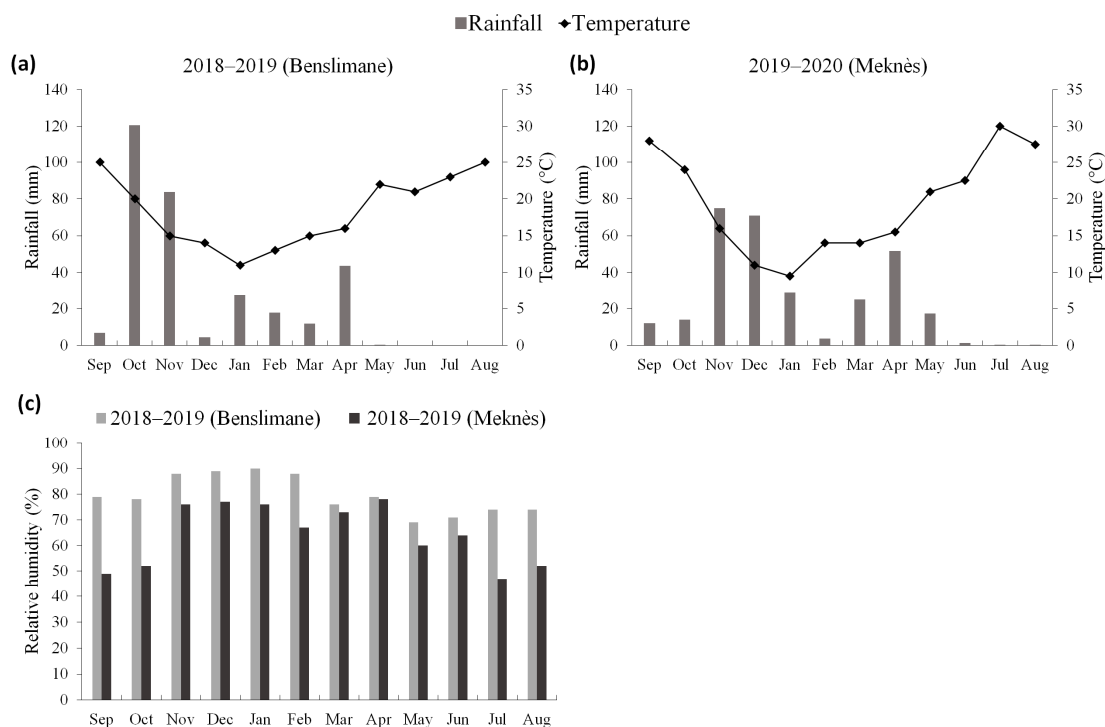 Rainfall Temperature
(a) 2018–2019 (Benslimane)
140 120 100 80 60 40 20 0
Rainfall (mm)
35 30 25 20 15 10 5 0
Temperature (°C)
Sep Oct Nov Dec Jan Feb Mar Apr May Jun Jul Aug
(b) 2019–2020 (Meknès)
140 120 100 80 60 40 20 0
Rainfall (mm)
35 30 25 20 15 10 5 0
Temperature (°C)
Sep Oct Nov Dec Jan Feb Mar Apr May Jun Jul Aug
(c) 2018–2019 (Benslimane) 2018–2019 (Meknès)
100 90 80 70 60 50 40 30 20 10 0
Relative humidity (%)
Sep Oct Nov Dec Jan Feb Mar Apr May Jun Jul Aug